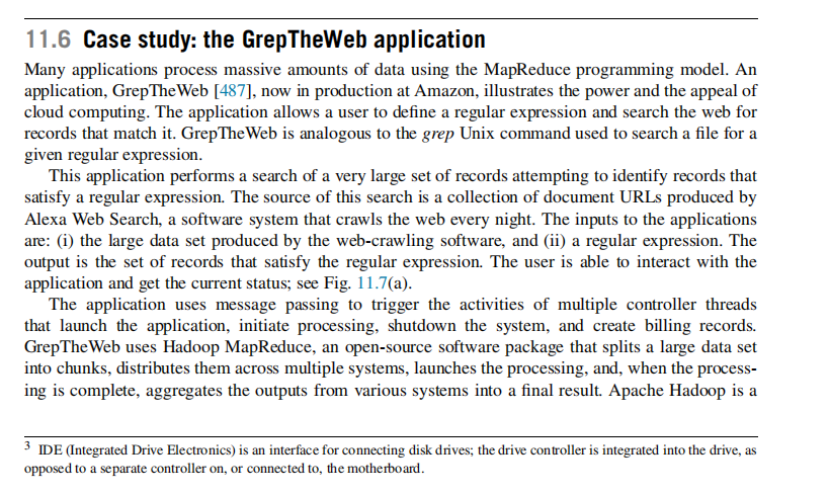 11.6 Case study: the GrepTheWeb application
Many applications process massive amounts of data using the MapReduce programming model. An
application, GrepTheWeb [487], now in production at Amazon, illustrates the power and the appeal of
cloud computing. The application allows a user to define a regular expression and search the web for
records that match it. GrepTheWeb is analogous to the grep Unix command used to search a file for a
given regular expression.
This application performs a search of a very large set of records attempting to identify records that
satisfy a regular expression. The source of this search is a collection of document URLs produced by
Alexa Web Search, a software system that crawls the web every night. The inputs to the applications
are: (i) the large data set produced by the web-crawling software, and (ii) a regular expression. The
output is the set of records that satisfy the regular expression. The user is able to interact with the
application and get the current status; see Fig. 11.7(a).
The application uses message passing to trigger the activities of multiple controller threads
that launch the application, initiate processing, shutdown the system, and create billing records.
GrepTheWeb uses Hadoop MapReduce, an open-source software package that splits a large data set
into chunks, distributes them across multiple systems, launches the processing, and, when the process-
ing is complete, aggregates the outputs from various systems into a final result. Apache Hadoop is a
3 IDE (Integrated Drive Electronics) is an interface for connecting disk drives; the drive controller is integrated into the drive, as
opposed to a separate controller on, or connected to, the motherboard.